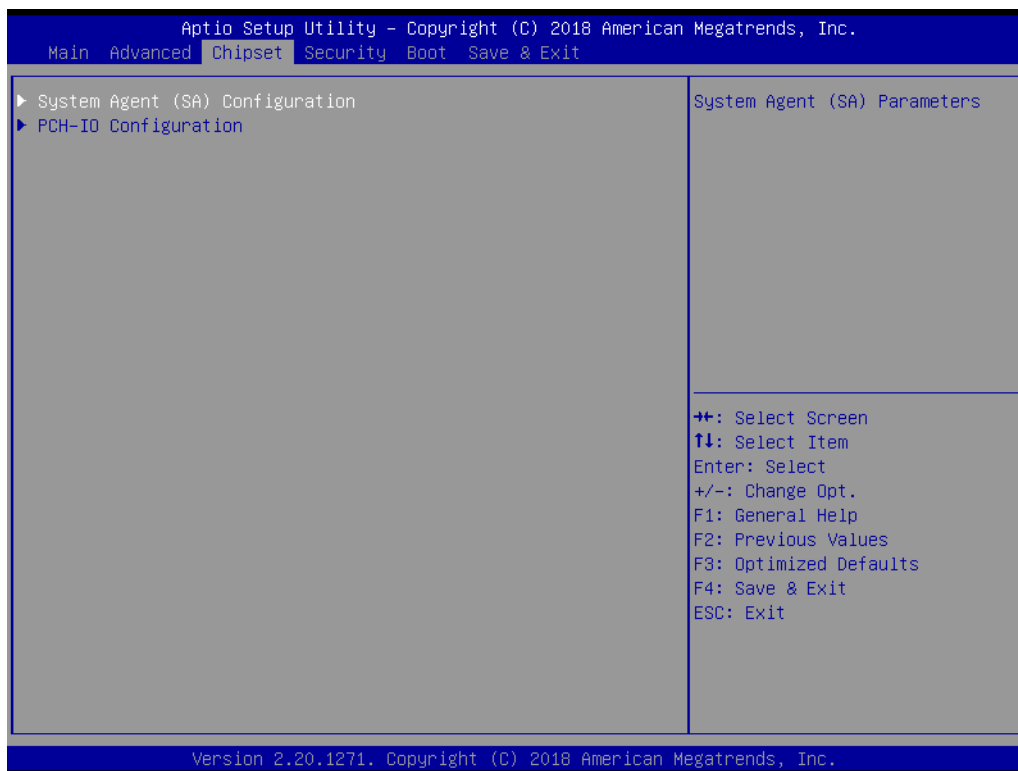 Aptio Setup Utility – Copyright (C) 2018 American Megatrends, Inc.
Main Advanced Chipset Security Boot Save & Exit
▶ System Agent (SA) Configuration
▶ PCH-IO Configuration
System Agent (SA) Parameters
→←: Select Screen
↑↓: Select Item
Enter: Select
+/-: Change Opt.
F1: General Help
F2: Previous Values
F3: Optimized Defaults
F4: Save & Exit
ESC: Exit
Version 2.20.1271. Copyright (C) 2018 American Megatrends, Inc.